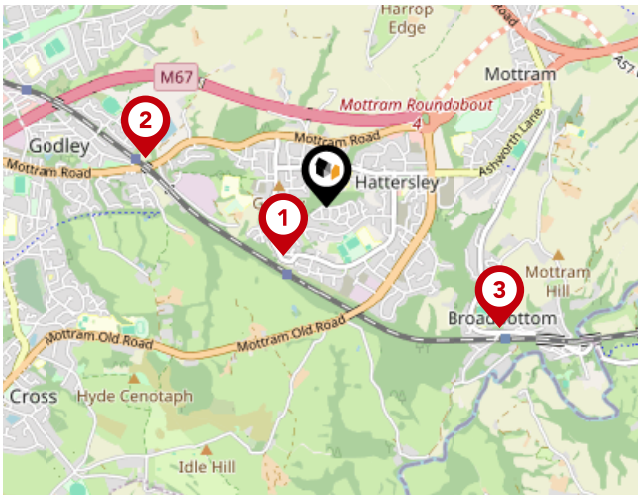 Harrop
Edge
Road
A57
M67
Mottram
Mottram Roundabout
4
2
Mottram Road
Godley
Ashworth Lane
Mottram Road
Hattersley
1
3
Mottram
Hill
Broadbottom
Mottram Old Road
Mottram Old Road
Cross
Hyde Cenotaph
Idle Hill